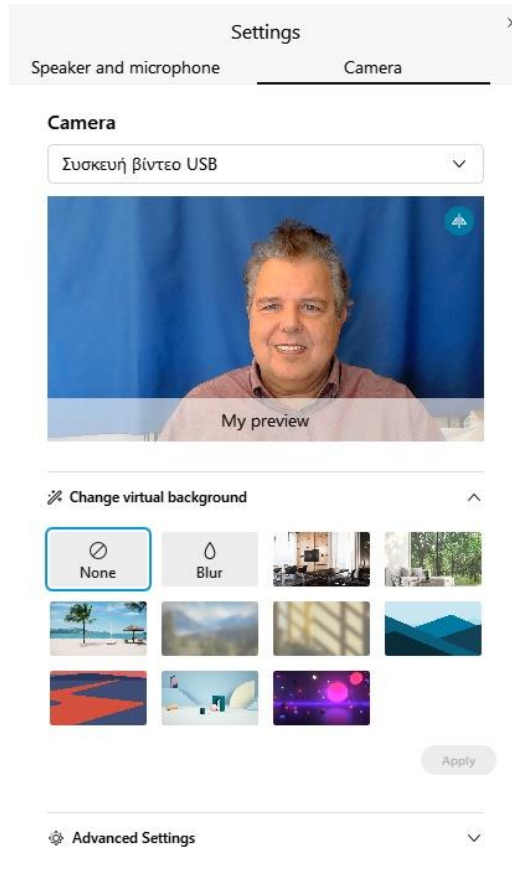 Settings
Speaker and microphone Camera
Camera
Συσκευή βίντεο USB
My preview
Change virtual background
None Blur
Apply
Advanced Settings